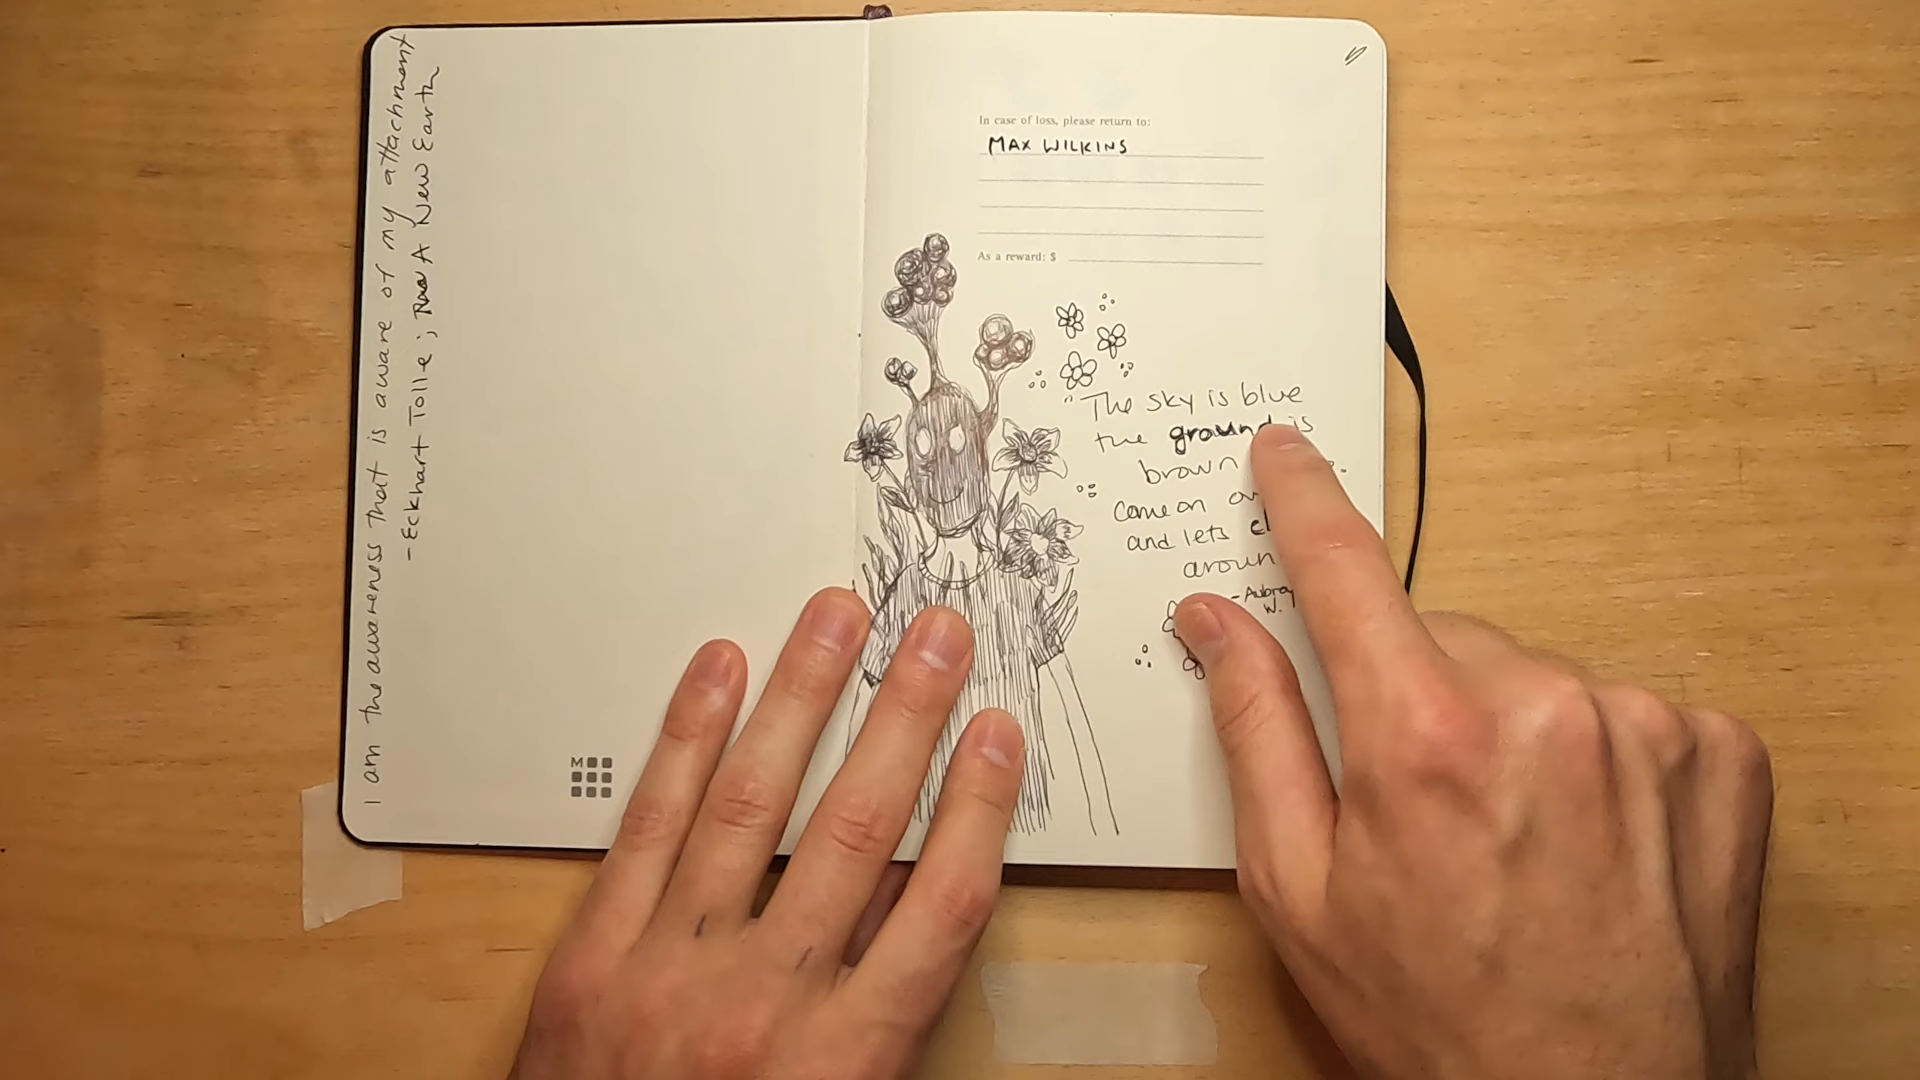 I am the awareness that is aware of my attachment
- Eckhart Tolle ; A New Earth
In case of loss, please return to:
MAX WILKINS
As a reward: $
"The sky is blue
the ground is
brown
come on
and lets
- Aubrey
W.
M